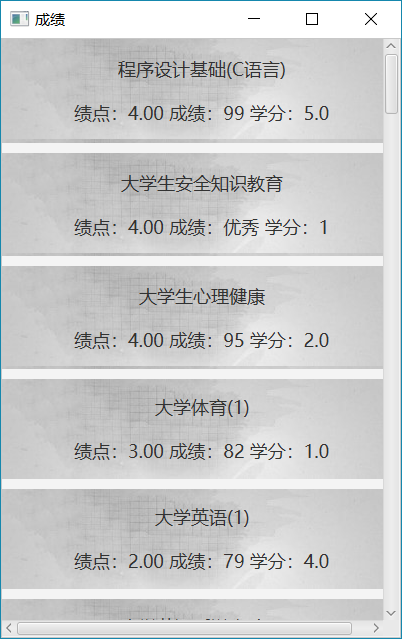 成绩
程序设计基础(C语言)
绩点：4.00 成绩：99 学分：5.0
大学生安全知识教育
绩点：4.00 成绩：优秀 学分：1
大学生心理健康
绩点：4.00 成绩：95 学分：2.0
大学体育(1)
绩点：3.00 成绩：82 学分：1.0
大学英语(1)
绩点：2.00 成绩：79 学分：4.0